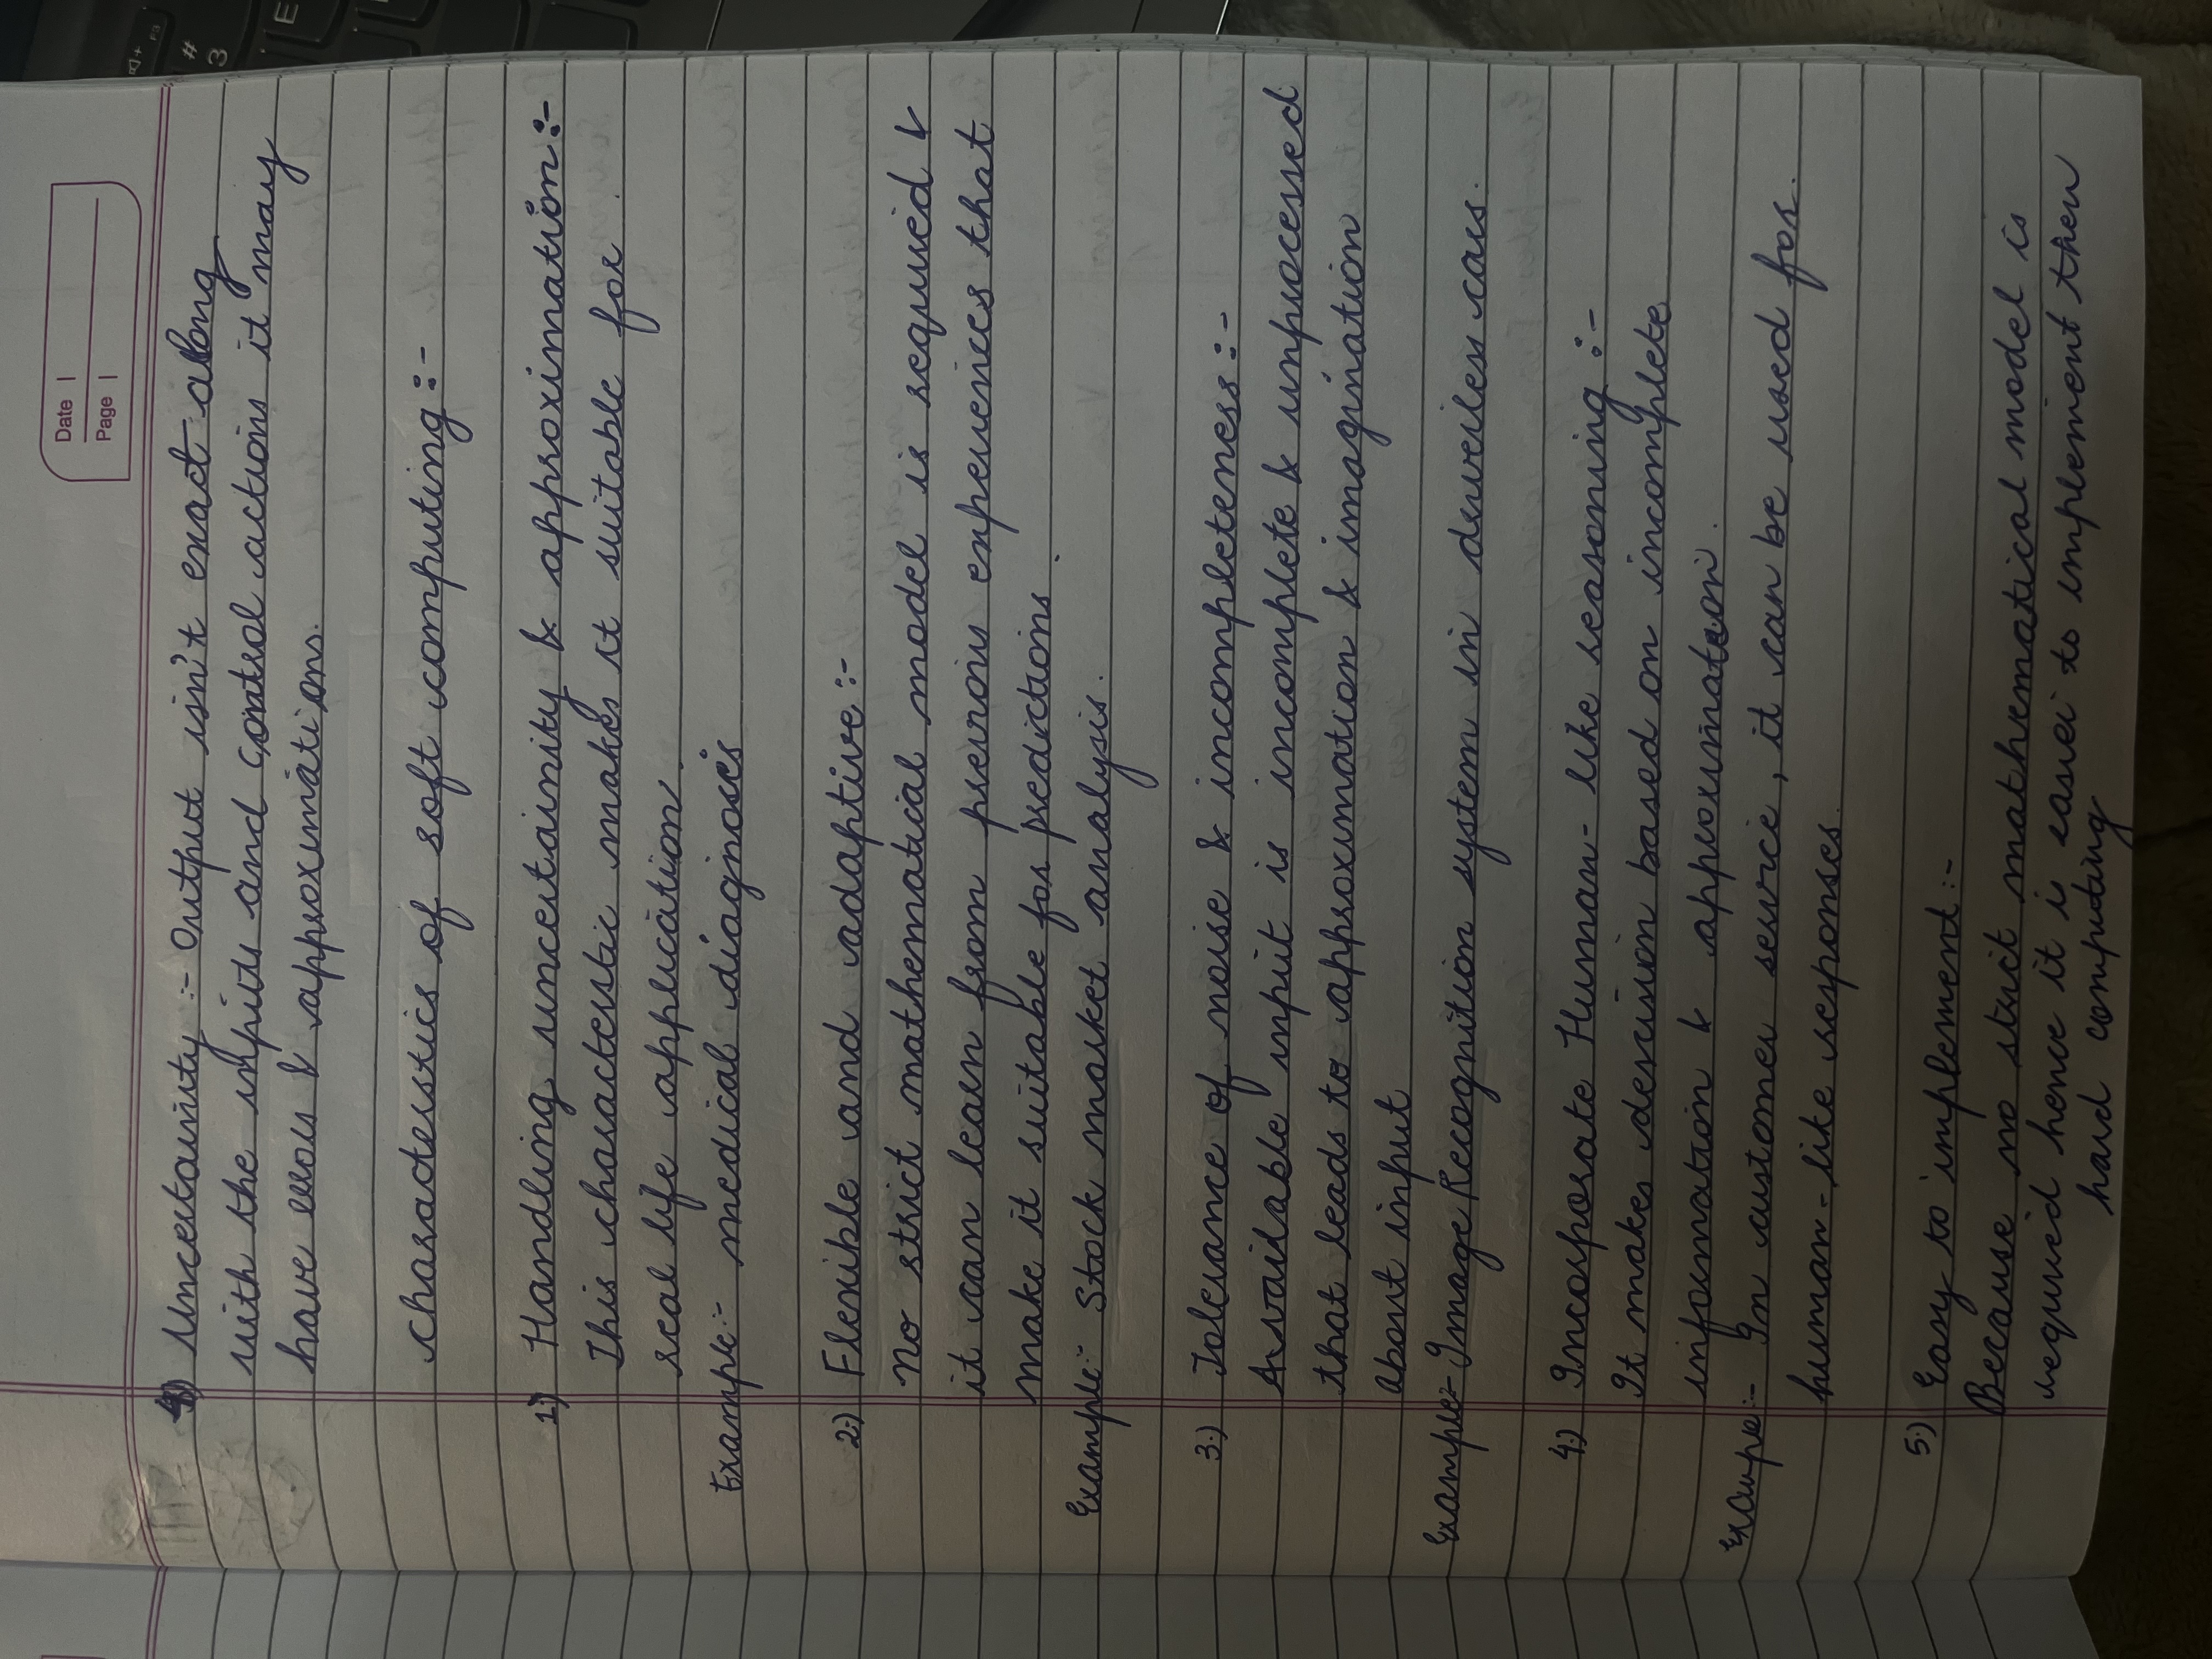 Date |
Page |
4) Uncertainity :- Output isn't exact along
with the inputs and control actions it may
have errors & approximations.
characterstics of soft computing :-
1.) Handling uncertainity & approximation :-
This characterstic makes it suitable for
real life application.
Example :- medical diagnosis
2.) Flexible and adaptive :-
No strict mathematical model is required &
it can learn from previous experiences that
make it suitable for predictions.
Example :- Stock market analysis.
3.) Tolerance of noise & incompleteness :-
Available input is incomplete & unprocessed
that leads to approximation & imagination
about input
Example :- Image Recognition system in driverless cars.
4.) Incorporate Human-like reasoning :-
It makes descision based on incomplete
information & approximation.
Example :- In customer service, it can be used for
human-like responses.
5.) Easy to implement :-
Because no strict mathematical model is
required hence it is easier to implement then
hard computing
F3
#
3
E